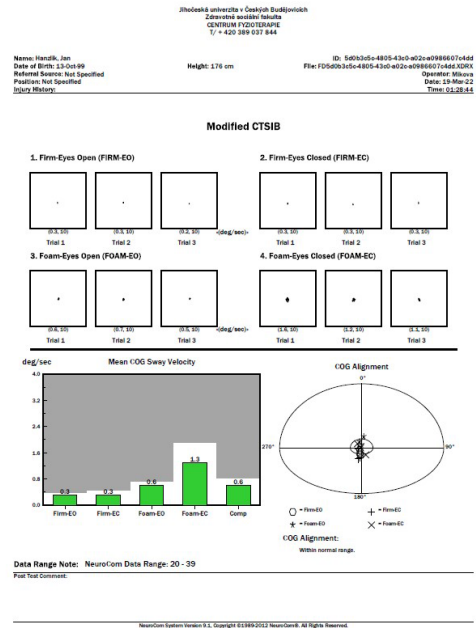 Jihočeská univerzita v Českých Budějovicích
Zdravotně sociální fakulta
CENTRUM FYZIOTERAPIE
T/ + 420 389 037 844
Name: Handlík, Jan
Date of Birth: 13-Oct-99
Referral Source: Not Specified
Position: Not Specified
Injury History:
Height: 176 cm
ID: 5d0b3c5c-4805-43c0-a02c-a0986607c4dd
File: FD5d0b3c5c-4805-43c0-a02c-a0986607c4dd.XDRX
Operator: Mikova
Date: 19-Mar-22
Time: 01:28:44
Modified CTSIB
1. Firm-Eyes Open (FIRM-EO)
2. Firm-Eyes Closed (FIRM-EC)
(0.3, 10) (0.3, 10) (0.2, 10) <(deg/sec)> (0.3, 10) (0.3, 10) (0.3, 10)
Trial 1 Trial 2 Trial 3 Trial 1 Trial 2 Trial 3
3. Foam-Eyes Open (FOAM-EO)
4. Foam-Eyes Closed (FOAM-EC)
(0.6, 10) (0.7, 10) (0.5, 10) <(deg/sec)> (1.6, 10) (1.2, 10) (1.1, 10)
Trial 1 Trial 2 Trial 3 Trial 1 Trial 2 Trial 3
deg/sec
Mean COG Sway Velocity
4.0
3.2
2.4
1.6
0.8
0.0
0.3 0.3 0.6 1.3 0.6
Firm-EO Firm-EC Foam-EO Foam-EC Comp
COG Alignment
0°
270° 90°
180°
= Firm-EO = Firm-EC
= Foam-EO = Foam-EC
COG Alignment:
Within normal range.
Data Range Note: NeuroCom Data Range: 20 - 39
Post Test Comment:
NeuroCom System Version 9.1, Copyright ©1989-2012 NeuroCom®. All Rights Reserved.